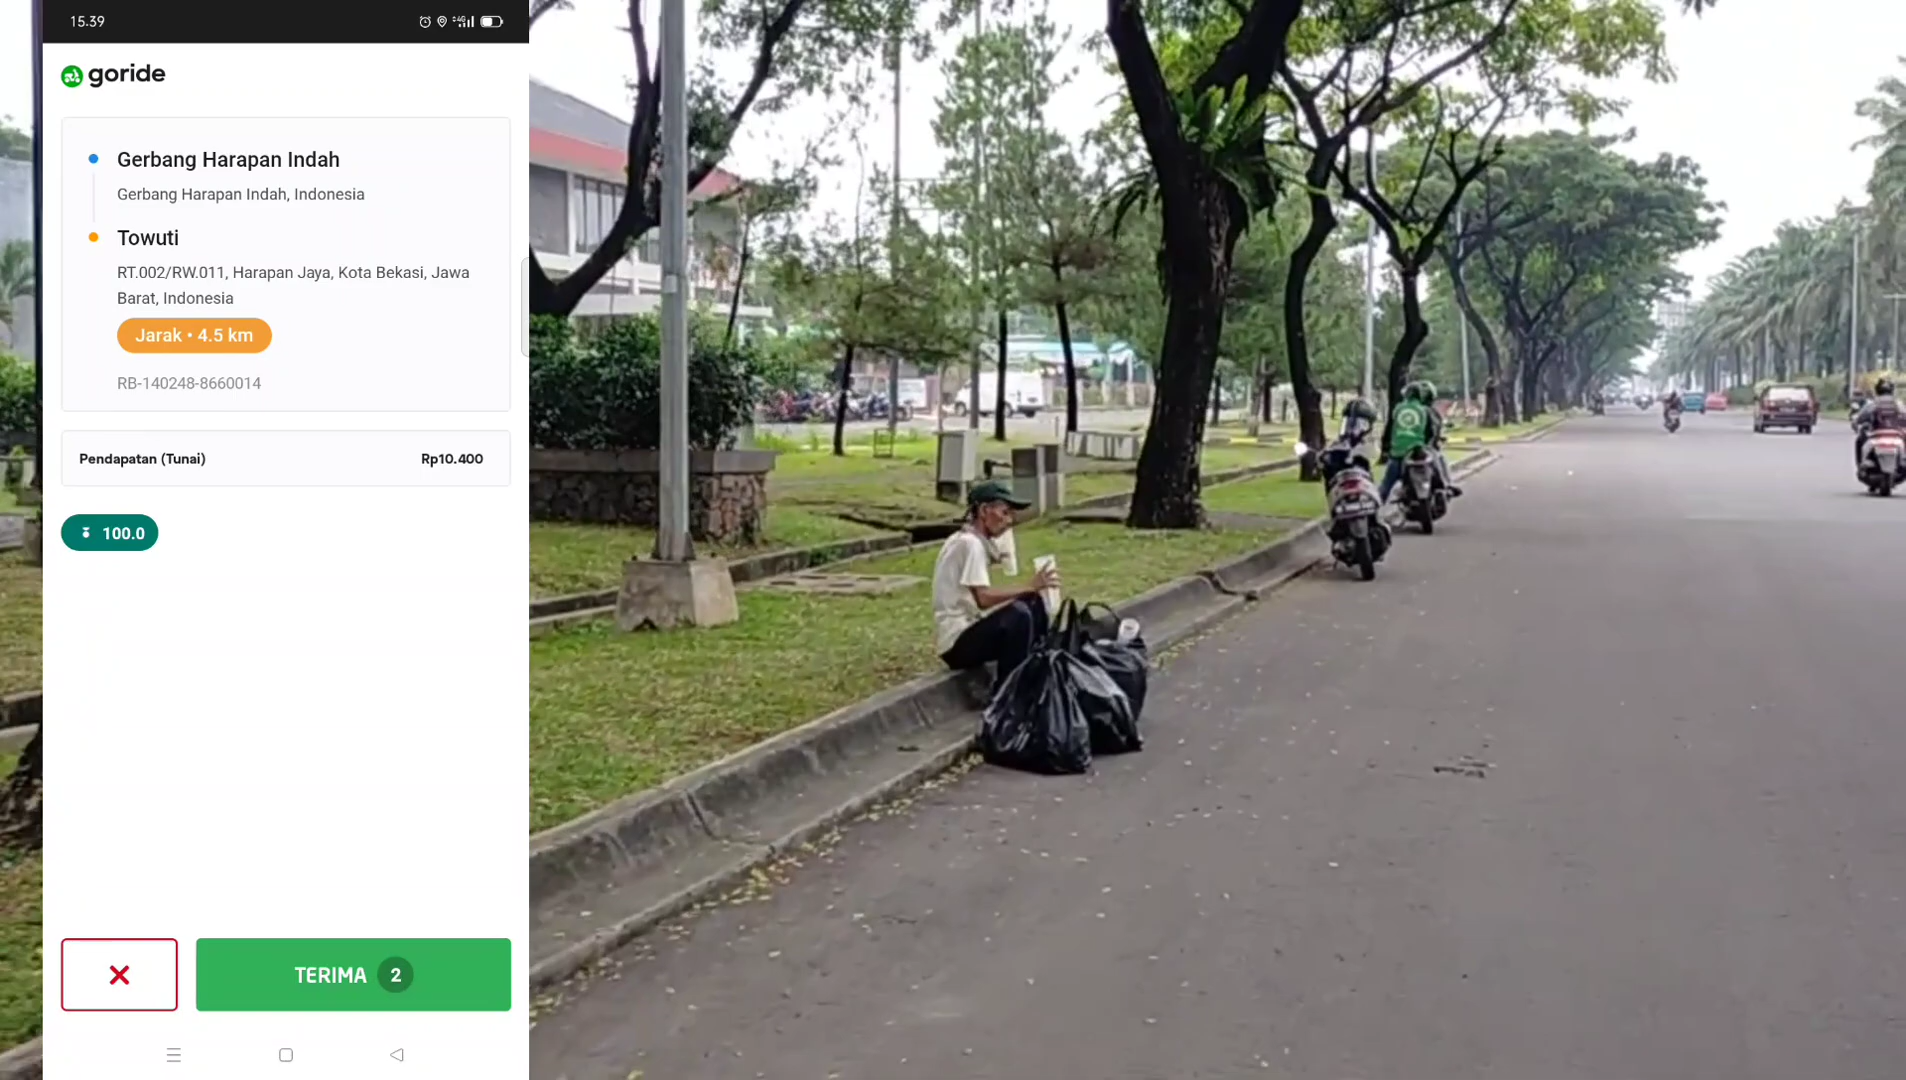 15.39
goride
Gerbang Harapan Indah
Gerbang Harapan Indah, Indonesia
Towuti
RT.002/RW.011, Harapan Jaya, Kota Bekasi, Jawa
Barat, Indonesia
Jarak • 4.5 km
RB-140248-8660014
Pendapatan (Tunai) Rp10.400
100.0
TERIMA 2